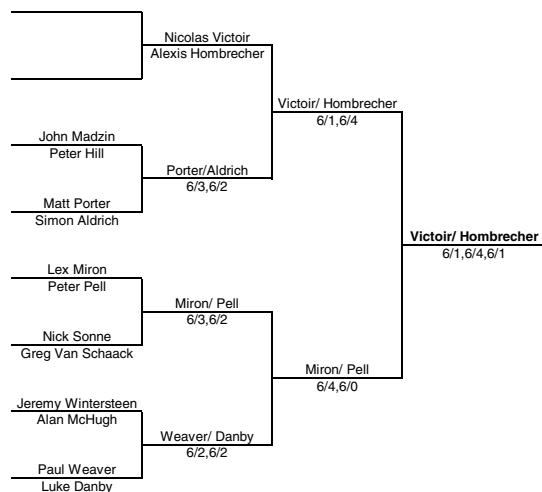 Nicolas Victoir
Alexis Hombrecher
Victoir/ Hombrecher
6/1,6/4
John Madzin
Peter Hill
Porter/Aldrich
6/3,6/2
Matt Porter
Simon Aldrich
Victoir/ Hombrecher
6/1,6/4,6/1
Lex Miron
Peter Pell
Miron/ Pell
6/3,6/2
Nick Sonne
Greg Van Schaack
Miron/ Pell
6/4,6/0
Jeremy Wintersteen
Alan McHugh
Weaver/ Danby
6/2,6/2
Paul Weaver
Luke Danby